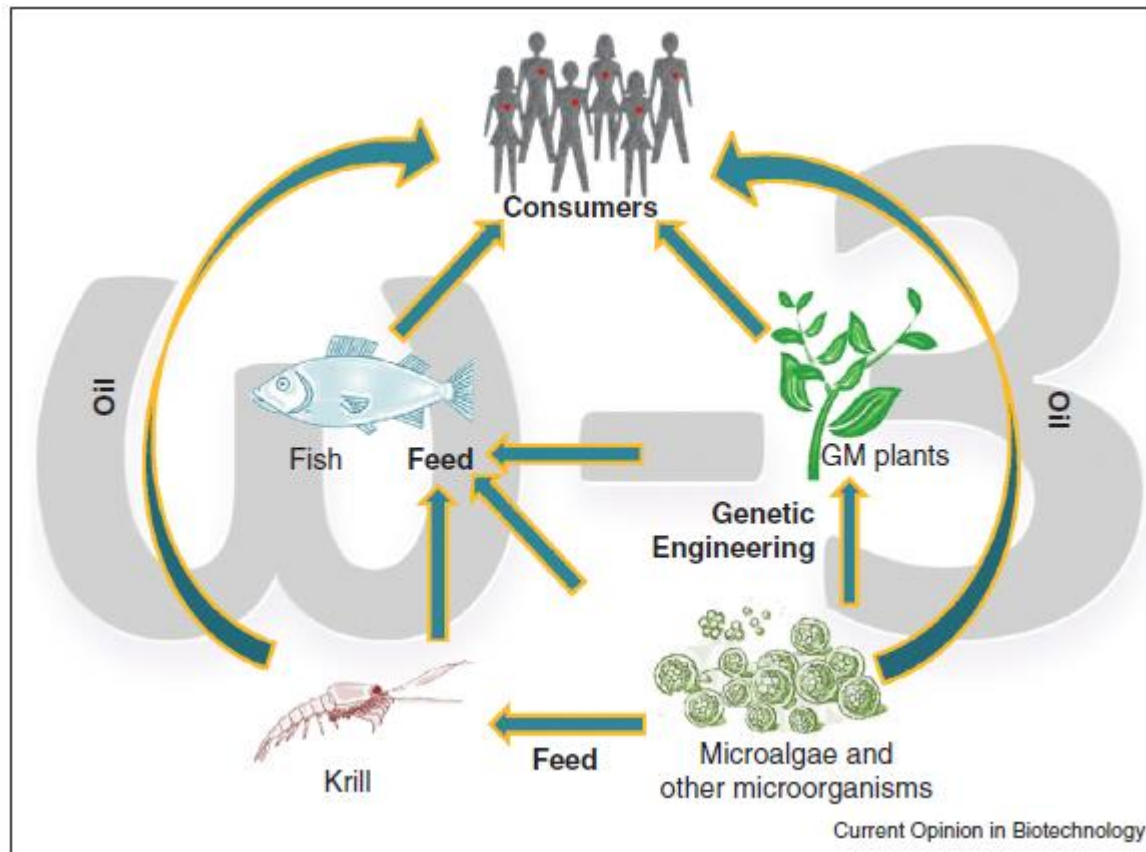 Consumers
Oil
Oil
Fish
Feed
GM plants
Genetic
Engineering
Krill
Feed
Microalgae and
other microorganisms
ω-3
Current Opinion in Biotechnology